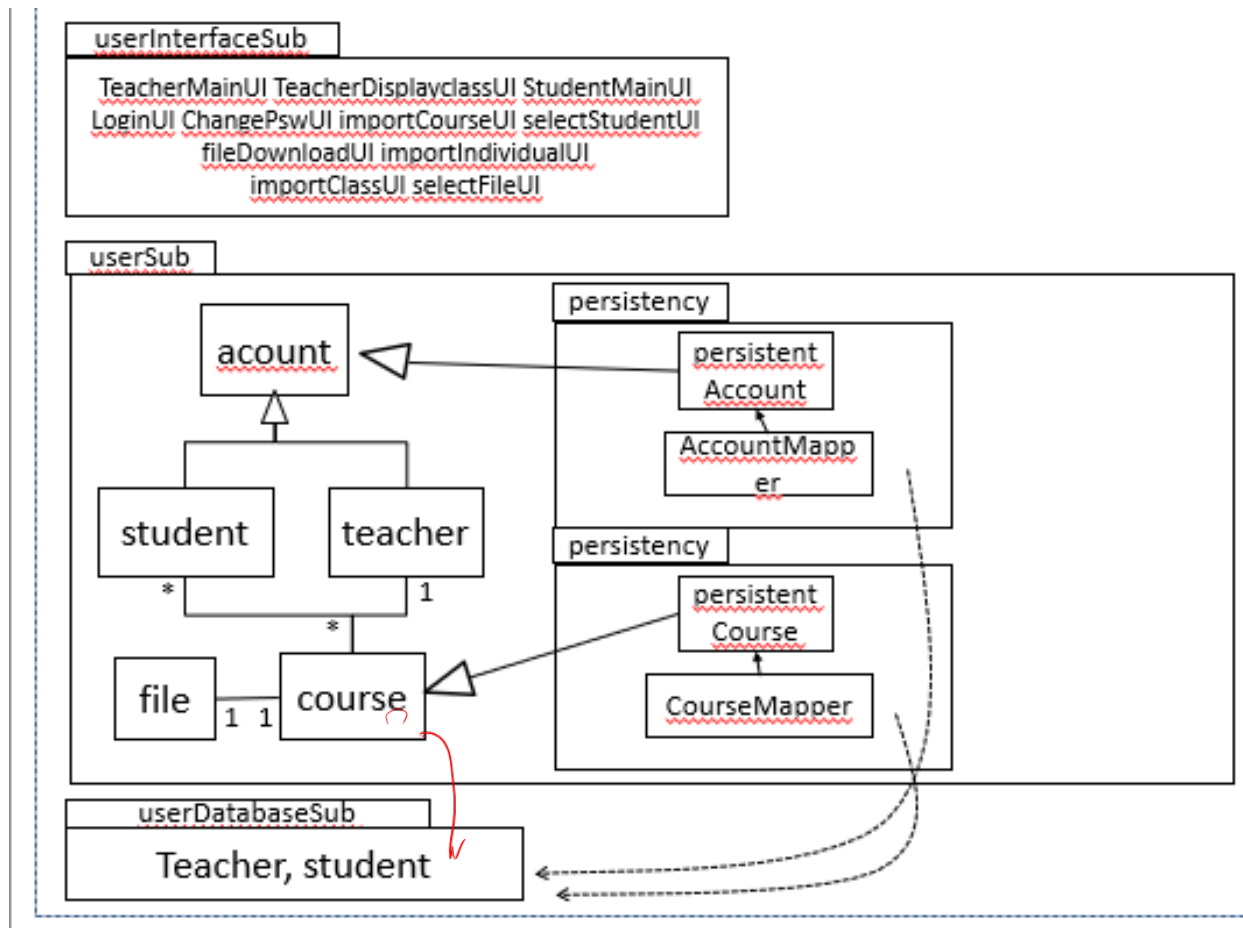 userInterfaceSub
TeacherMainUI TeacherDisplayclassUI StudentMainUI
LoginUI ChangePswUI importCourseUI selectStudentUI
fileDownloadUI importIndividualUI
importClassUI selectFileUI
userSub
persistency
acount
persistent
Account
AccountMapp
er
student
teacher
*
1
*
persistency
persistent
Course
file
1 1
course
CourseMapper
userDatabaseSub
Teacher, student